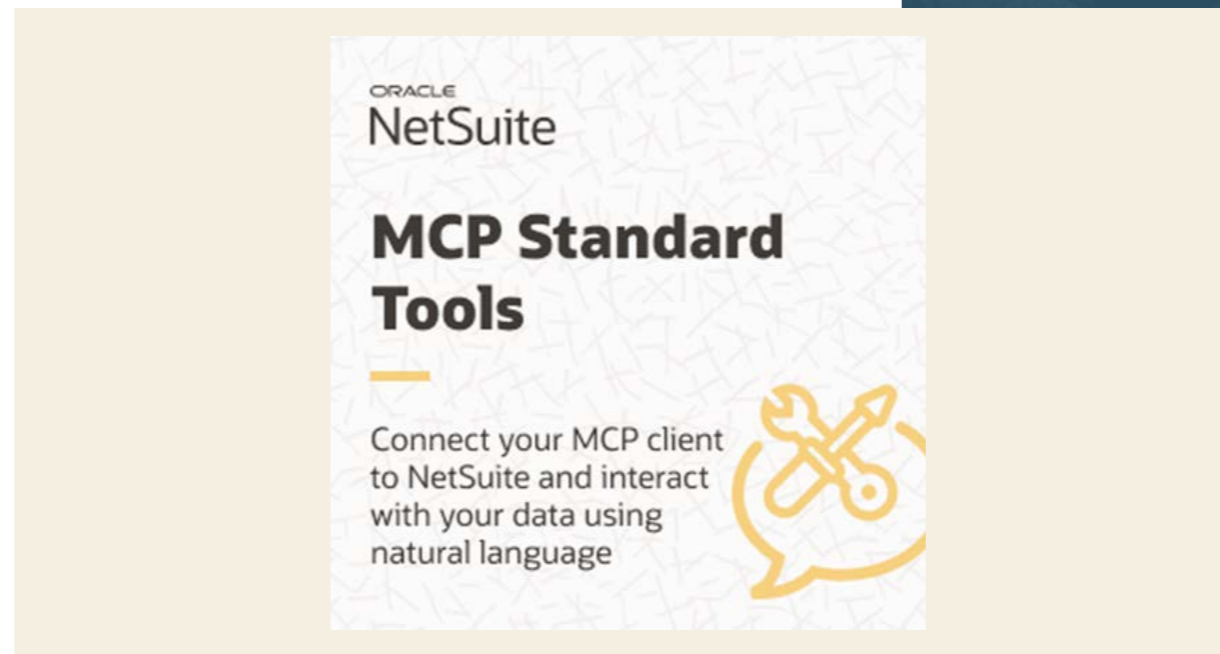 ORACLE
NetSuite
MCP Standard
Tools
Connect your MCP client
to NetSuite and interact
with your data using
natural language